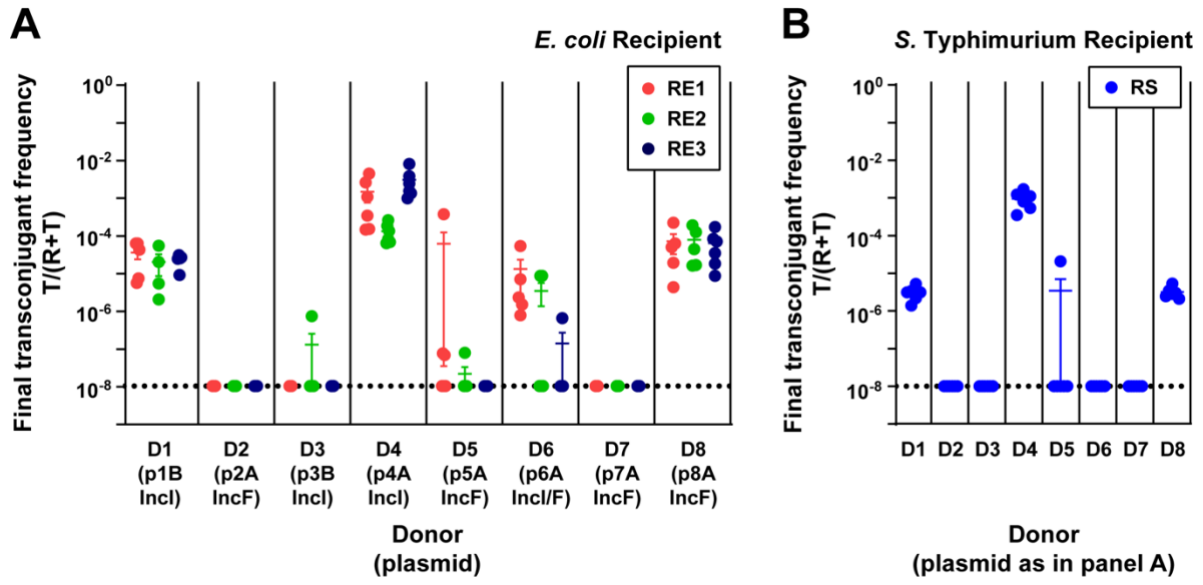 A
E. coli Recipient
RE1
RE2
RE3
Final transconjugant frequency
T/(R+T)
10^0
10^-2
10^-4
10^-6
10^-8
D1 D2 D3 D4 D5 D6 D7 D8
(p1B (p2A (p3B (p4A (p5A (p6A (p7A (p8A
IncI) IncF) IncI) IncI) IncF) IncI/F) IncF) IncF)
Donor
(plasmid)
B
S. Typhimurium Recipient
RS
Final transconjugant frequency
T/(R+T)
10^0
10^-2
10^-4
10^-6
10^-8
D1 D2 D3 D4 D5 D6 D7 D8
Donor
(plasmid as in panel A)